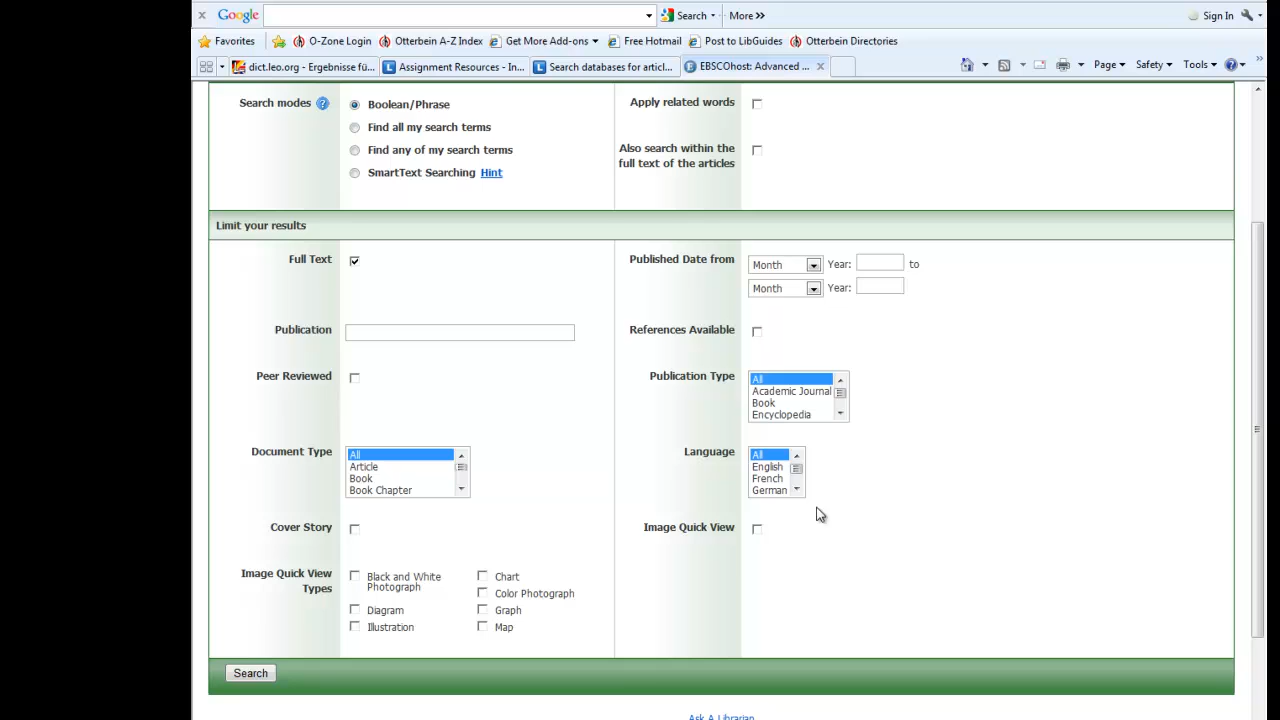 Google Search More >> Sign In
Favorites O-Zone Login Otterbein A-Z Index Get More Add-ons Free Hotmail Post to LibGuides Otterbein Directories
dict.leo.org - Ergebnisse fü... Assignment Resources - In... Search databases for articl... EBSCOhost: Advanced ... x Page Safety Tools
Search modes Boolean/Phrase Apply related words
Find all my search terms
Find any of my search terms Also search within the
full text of the articles
SmartText Searching Hint
Limit your results
Full Text Published Date from Month Year: to
Month Year:
Publication References Available
Peer Reviewed Publication Type All
Academic Journal
Book
Encyclopedia
Document Type All Language All
Article English
Book French
Book Chapter German
Cover Story Image Quick View
Image Quick View
Types
Black and White
Photograph
Chart
Color Photograph
Diagram Graph
Illustration Map
Search
Ask A Librarian